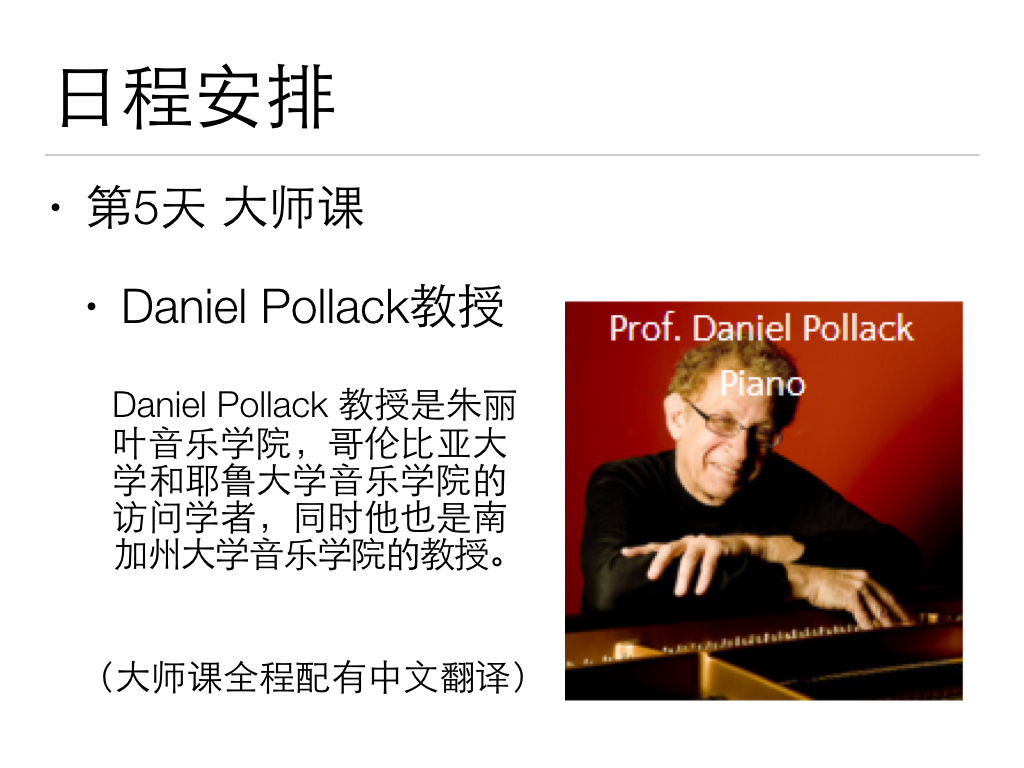 日程安排
• 第5天 大师课
• Daniel Pollack教授
Daniel Pollack 教授是朱丽
叶音乐学院，哥伦比亚大
学和耶鲁大学音乐学院的
访问学者，同时他也是南
加州大学音乐学院的教授。
（大师课全程配有中文翻译）
Prof. Daniel Pollack
Piano